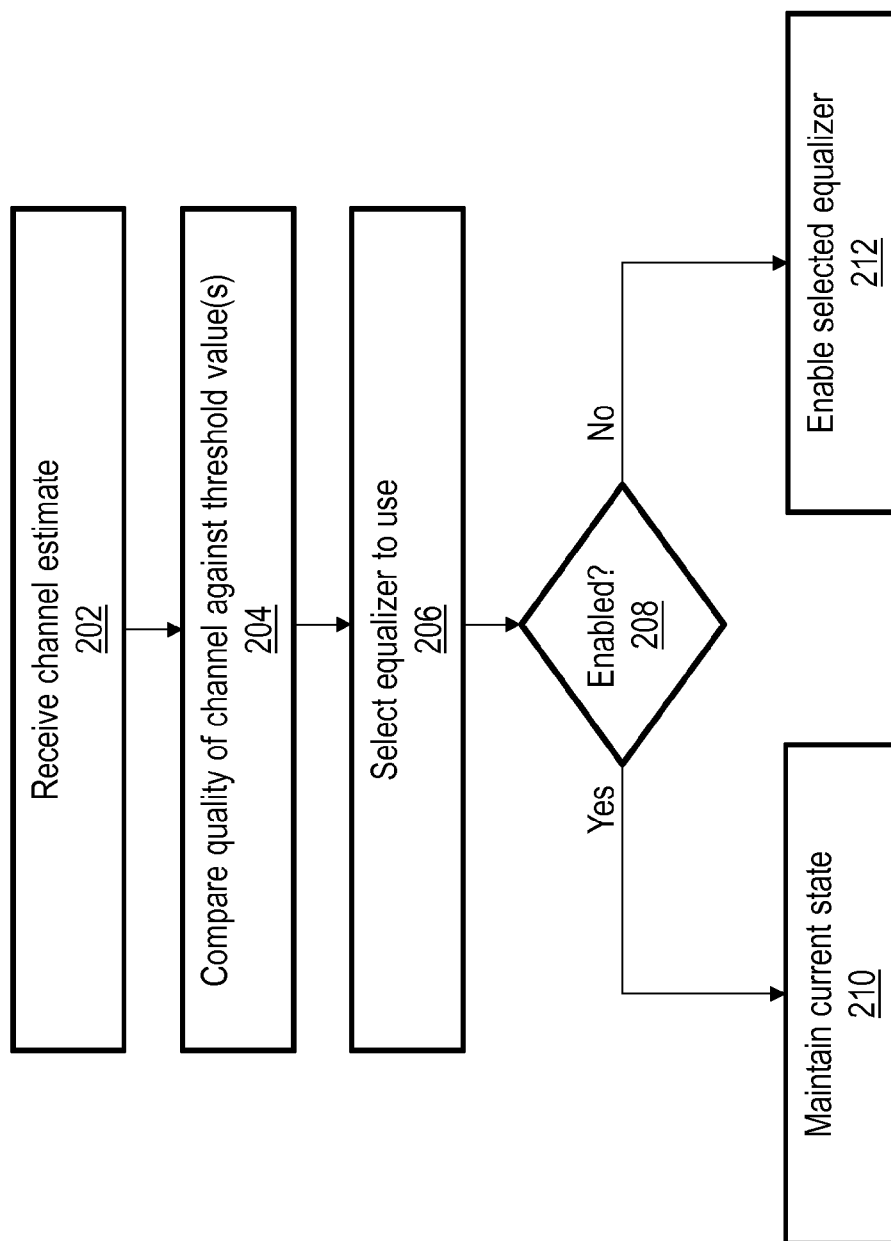 Receive channel estimate
202
Compare quality of channel against threshold value(s)
204
Select equalizer to use
206
Enabled?
208
Yes
No
Maintain current state
210
Enable selected equalizer
212